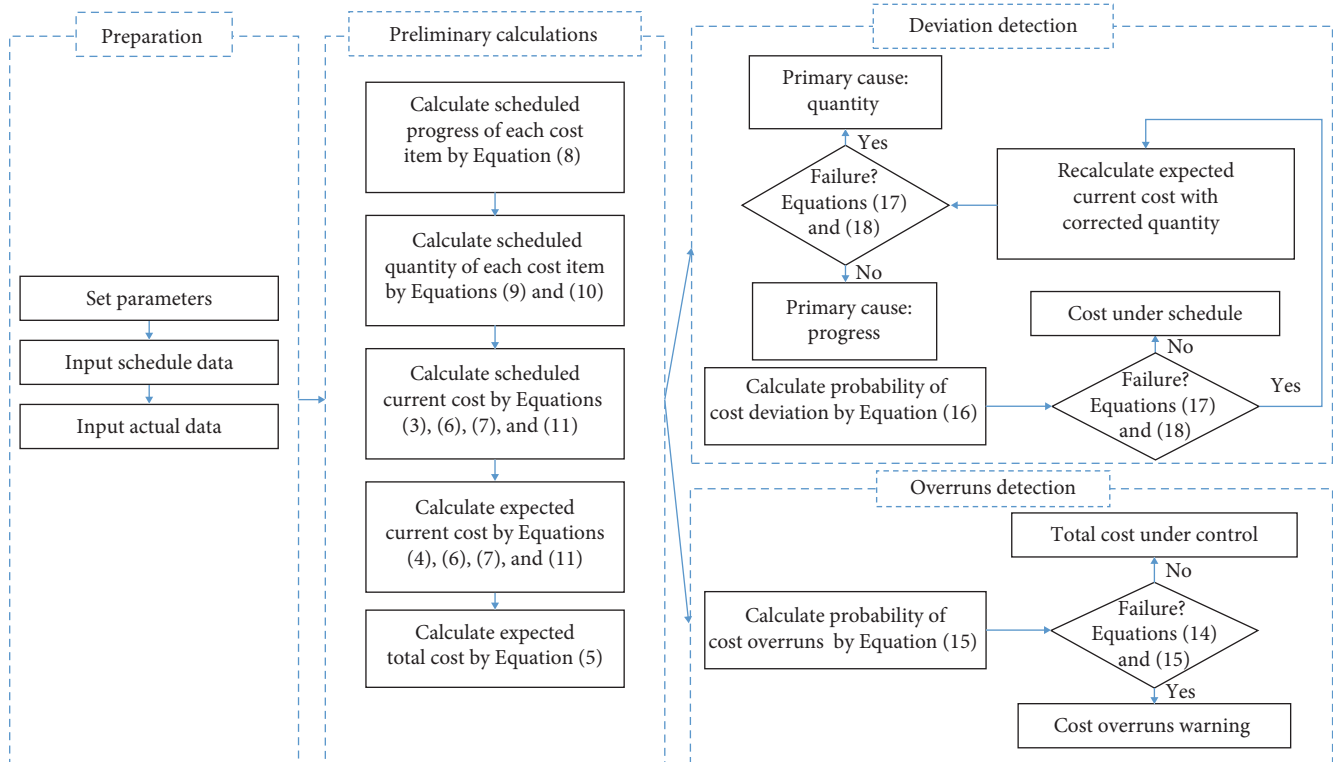 Preparation
Set parameters
Input schedule data
Input actual data
Preliminary calculations
Calculate scheduled
progress of each cost
item by Equation (8)
Calculate scheduled
quantity of each cost item
by Equations (9) and (10)
Calculate scheduled
current cost by Equations
(3), (6), (7), and (11)
Calculate expected
current cost by Equations
(4), (6), (7), and (11)
Calculate expected
total cost by Equation (5)
Deviation detection
Primary cause:
quantity
Yes
Failure?
Equations (17)
and (18)
No
Primary cause:
progress
Recalculate expected
current cost with
corrected quantity
Cost under schedule
No
Calculate probability of
cost deviation by Equation (16)
Failure?
Equations (17)
and (18)
Yes
Overruns detection
Total cost under control
No
Calculate probability of
cost overruns by Equation (15)
Failure?
Equations (14)
and (15)
Yes
Cost overruns warning